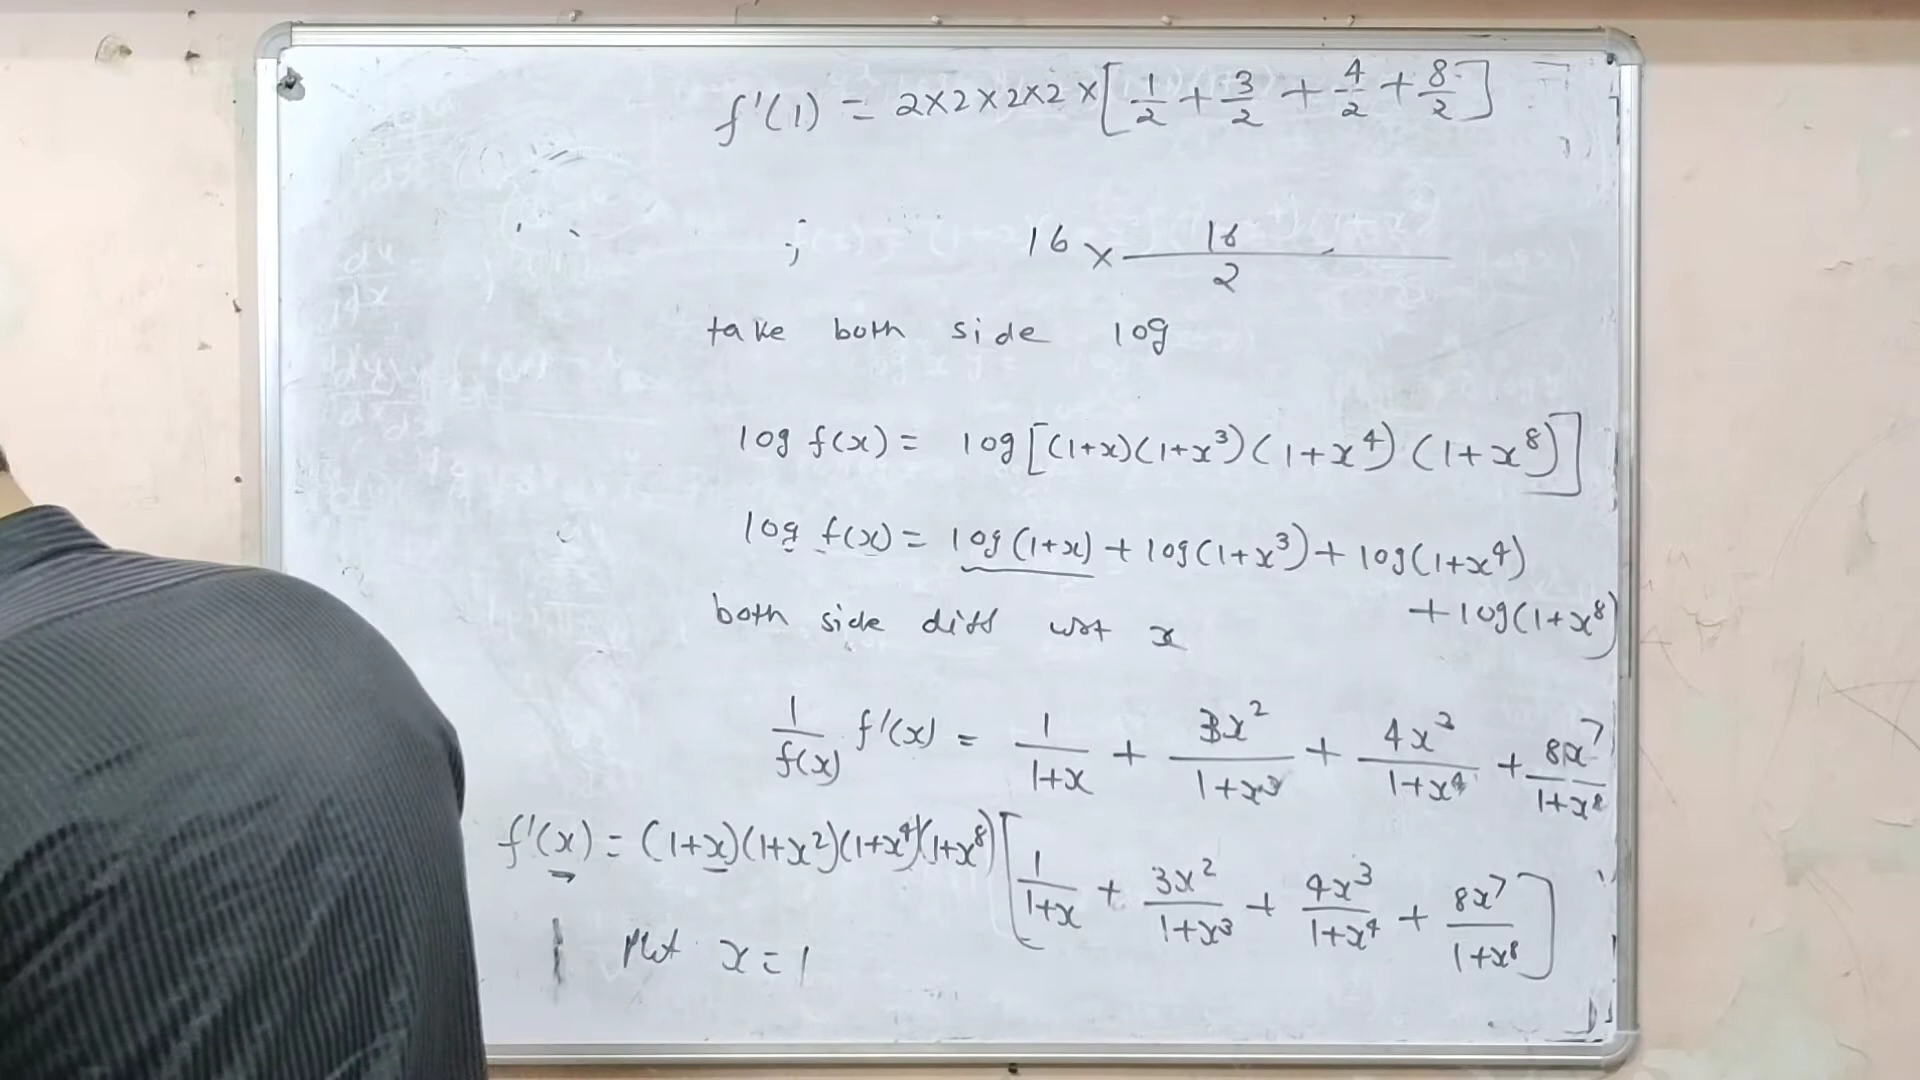 f'(1) = 2×2×2×2×[1/2 + 3/2 + 4/2 + 8/2]
; 16 × 16/2
take both side log
log f(x) = log[(1+x)(1+x³)(1+x⁴)(1+x⁸)]
log f(x) = log(1+x) + log(1+x³) + log(1+x⁴)
+ log(1+x⁸)
both side diff wrt x
1/f(x) f'(x) = 1/(1+x) + 3x²/(1+x³) + 4x³/(1+x⁴) + 8x⁷/(1+x⁸)
f'(x) = (1+x)(1+x²)(1+x⁴)(1+x⁸)[1/(1+x) + 3x²/(1+x³) + 4x³/(1+x⁴) + 8x⁷/(1+x⁸)]
Put x = 1